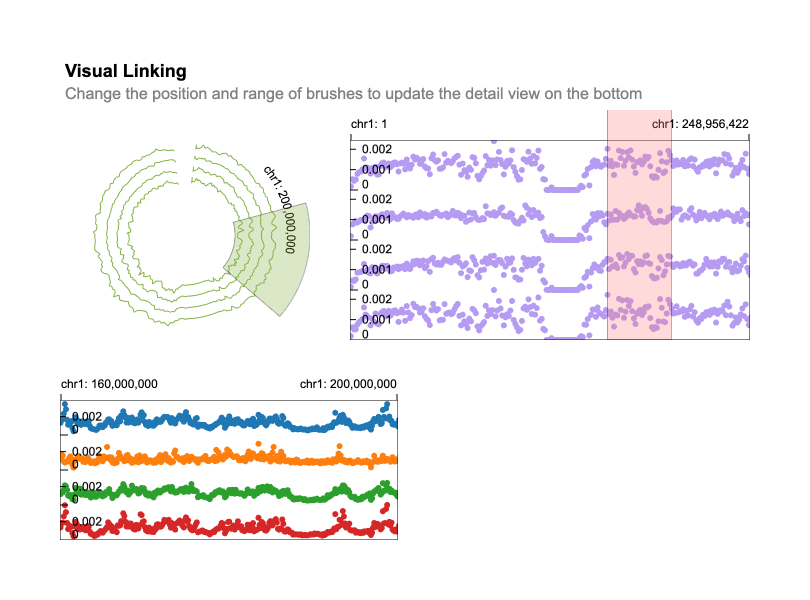 Visual Linking
Change the position and range of brushes to update the detail view on the bottom
chr1: 200,000,000
chr1: 1
chr1: 248,956,422
0.002
0.001
0
0.002
0.001
0
0.002
0.001
0
0.002
0.001
0
chr1: 160,000,000
chr1: 200,000,000
0.002
0
0.002
0
0.002
0
0.002
0